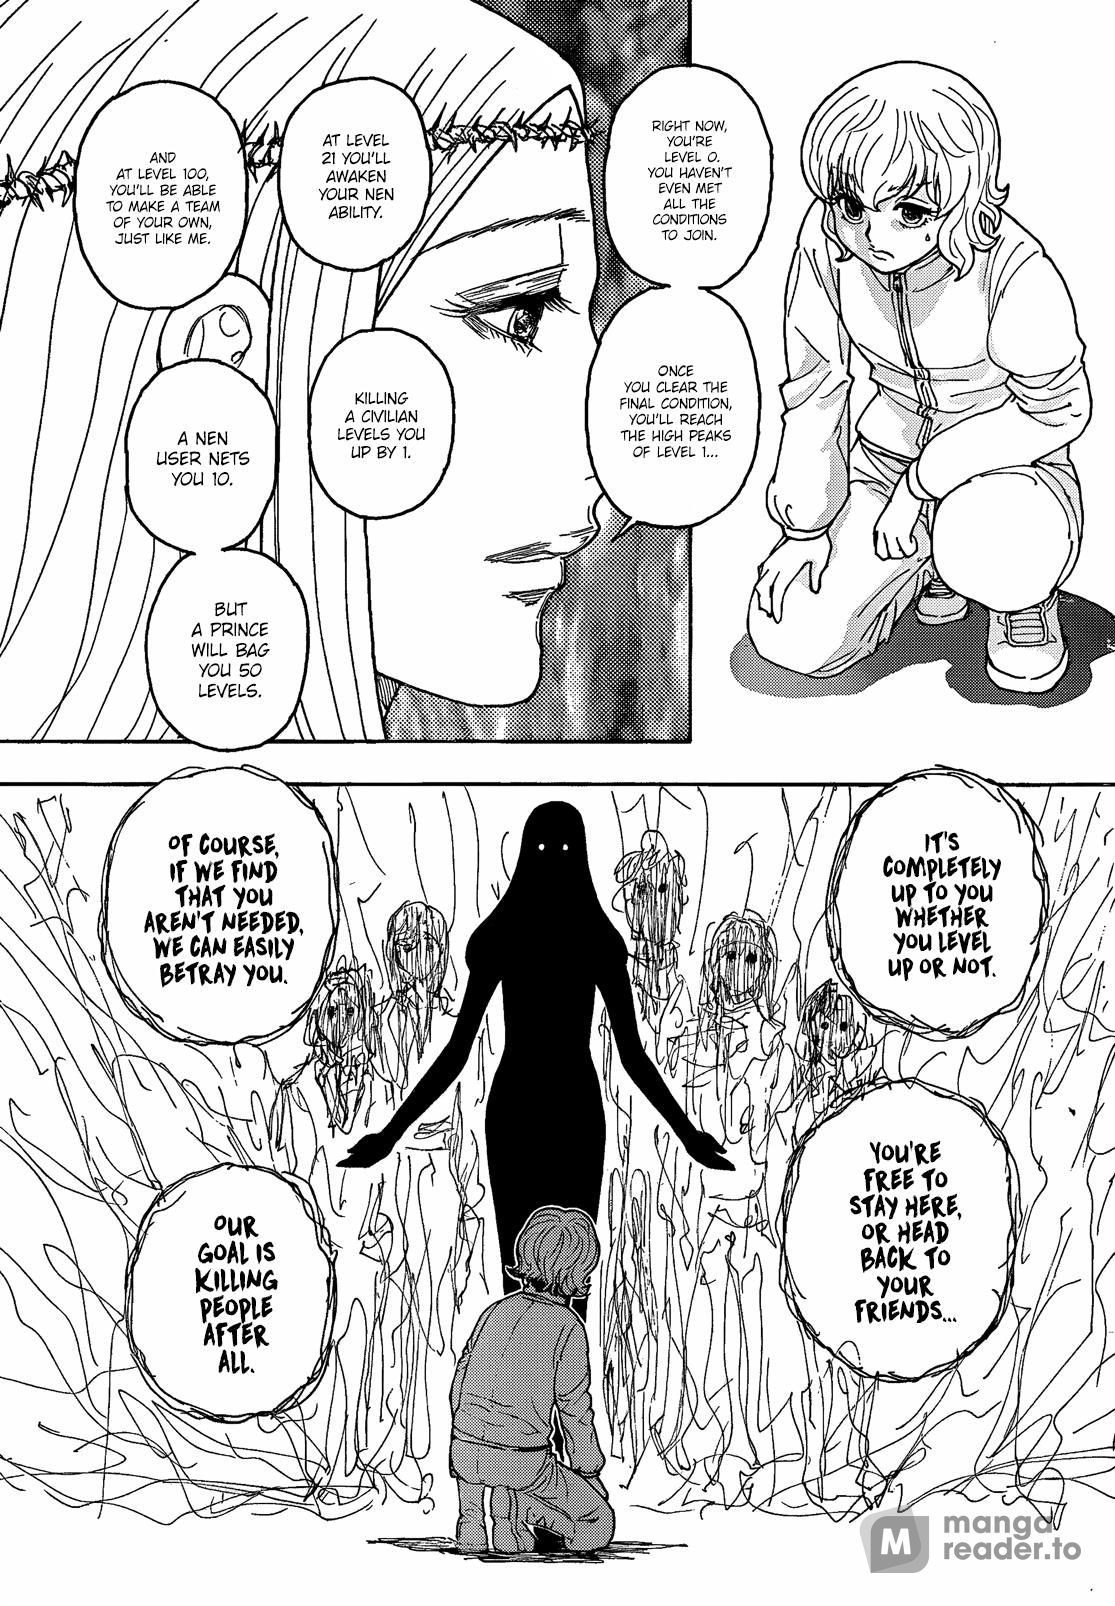 RIGHT NOW,
YOU'RE
LEVEL 0.
YOU HAVEN'T
EVEN MET
ALL THE
CONDITIONS
TO JOIN.
ONCE
YOU CLEAR THE
FINAL CONDITION,
YOU'LL REACH
THE HIGH PEAKS
OF LEVEL 1...
AT LEVEL
21 YOU'LL
AWAKEN
YOUR NEN
ABILITY.
KILLING
A CIVILIAN
LEVELS YOU
UP BY 1.
AND
AT LEVEL 100,
YOU'LL BE ABLE
TO MAKE A TEAM
OF YOUR OWN,
JUST LIKE ME.
A NEN
USER NETS
YOU 10.
BUT
A PRINCE
WILL BAG
YOU 50
LEVELS.
IT'S
COMPLETELY
UP TO YOU
WHETHER
YOU LEVEL
UP OR NOT.
YOU'RE
FREE TO
STAY HERE,
OR HEAD
BACK TO
YOUR
FRIENDS...
OF COURSE,
IF WE FIND
THAT YOU
AREN'T NEEDED,
WE CAN EASILY
BETRAY YOU.
OUR
GOAL IS
KILLING
PEOPLE
AFTER
ALL.
M manga
reader.to